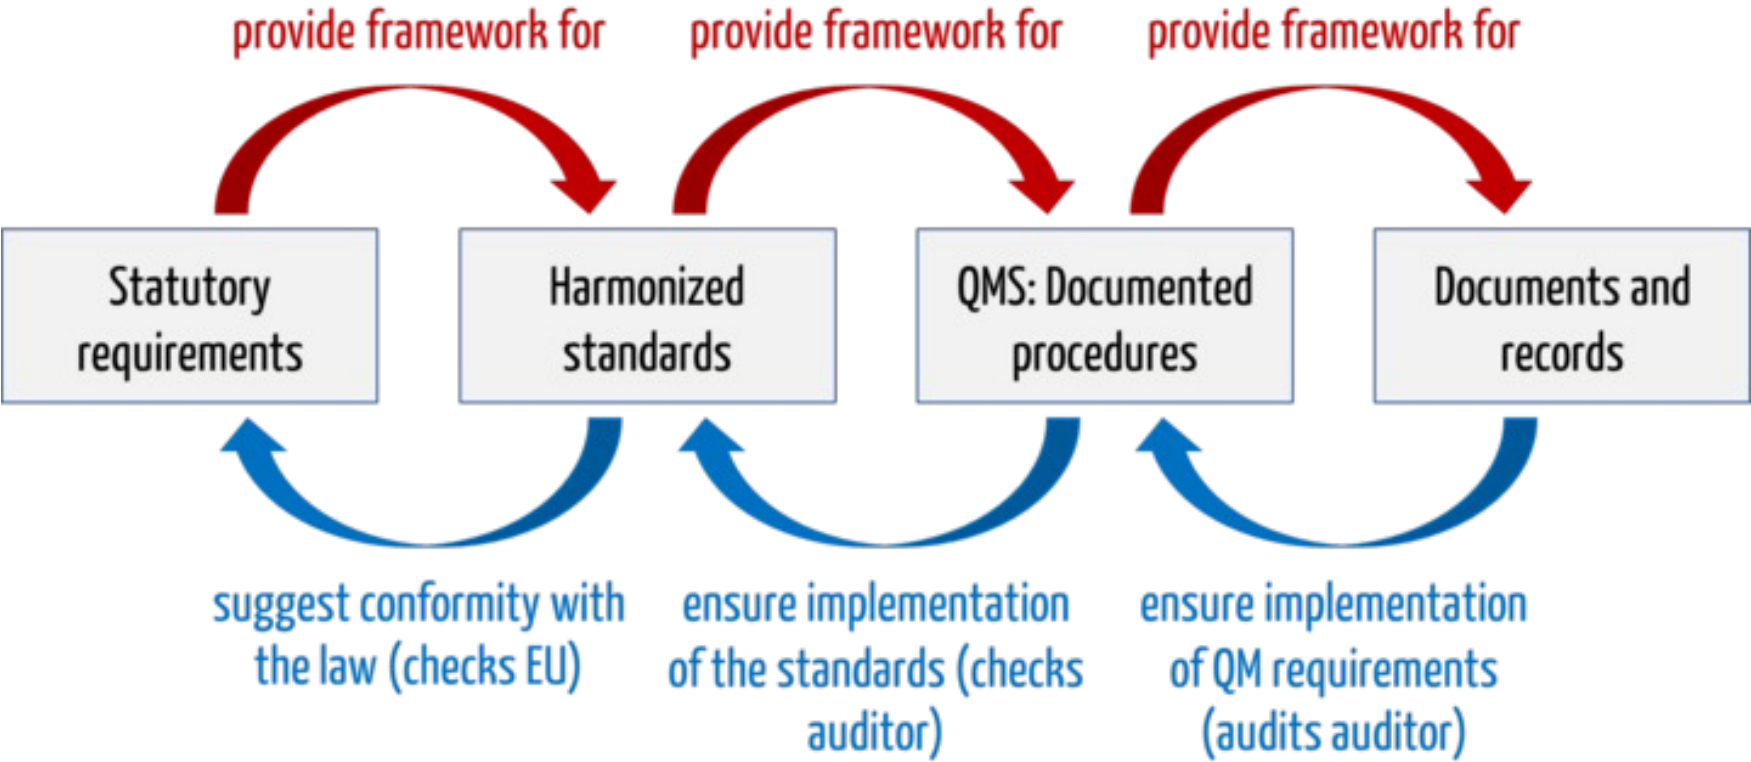 provide framework for
provide framework for
provide framework for
Statutory
requirements
Harmonized
standards
QMS: Documented
procedures
Documents and
records
suggest conformity with
the law (checks EU)
ensure implementation
of the standards (checks
auditor)
ensure implementation
of QM requirements
(audits auditor)